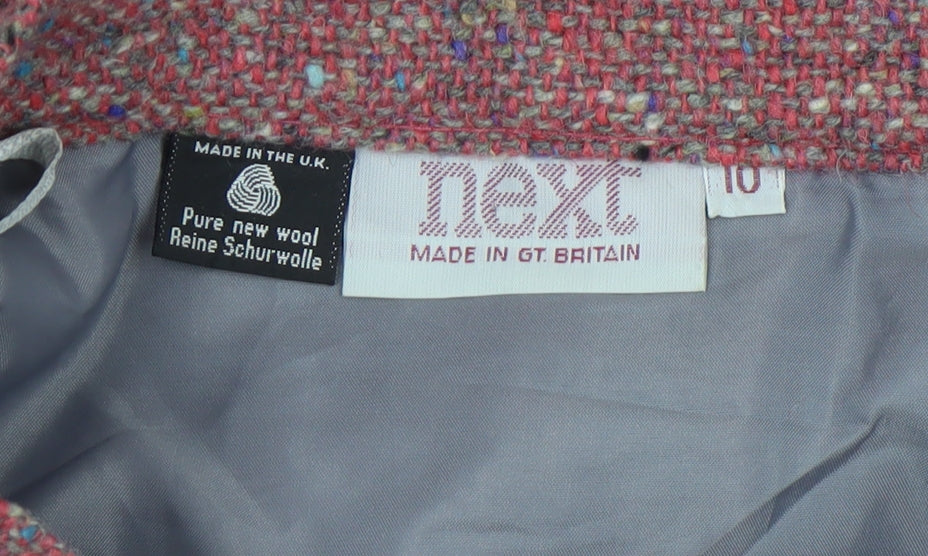 MADE IN THE U.K.
Pure new wool
Reine Schurwolle
next
MADE IN GT. BRITAIN
10